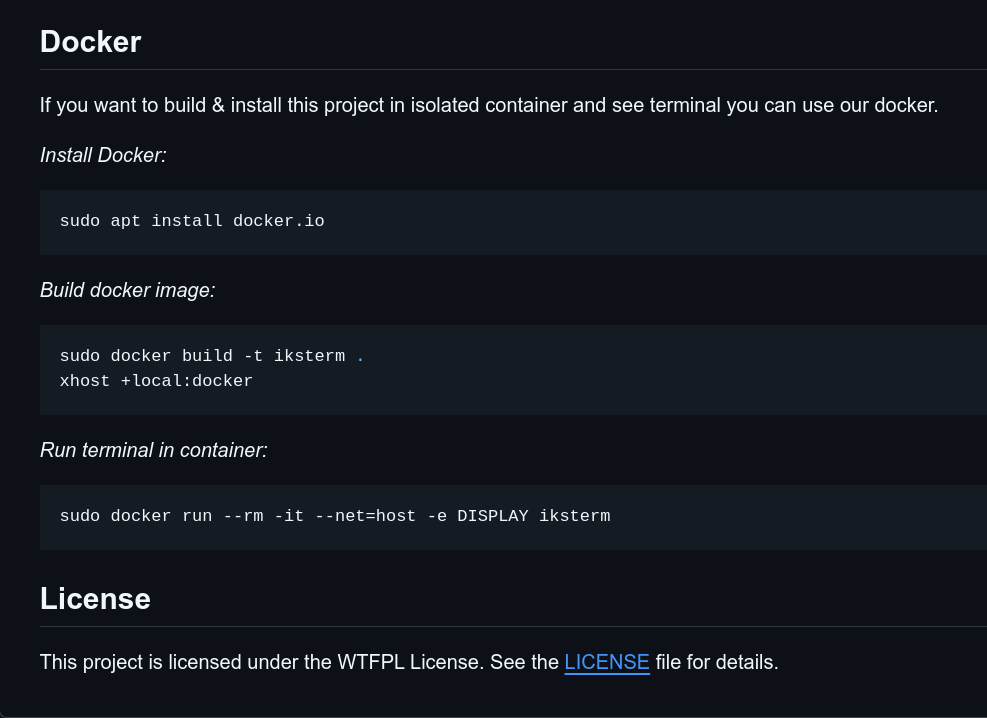 Docker
If you want to build & install this project in isolated container and see terminal you can use our docker.
Install Docker:
sudo apt install docker.io
Build docker image:
sudo docker build -t iksterm .
xhost +local:docker
Run terminal in container:
sudo docker run --rm -it --net=host -e DISPLAY iksterm
License
This project is licensed under the WTFPL License. See the LICENSE file for details.